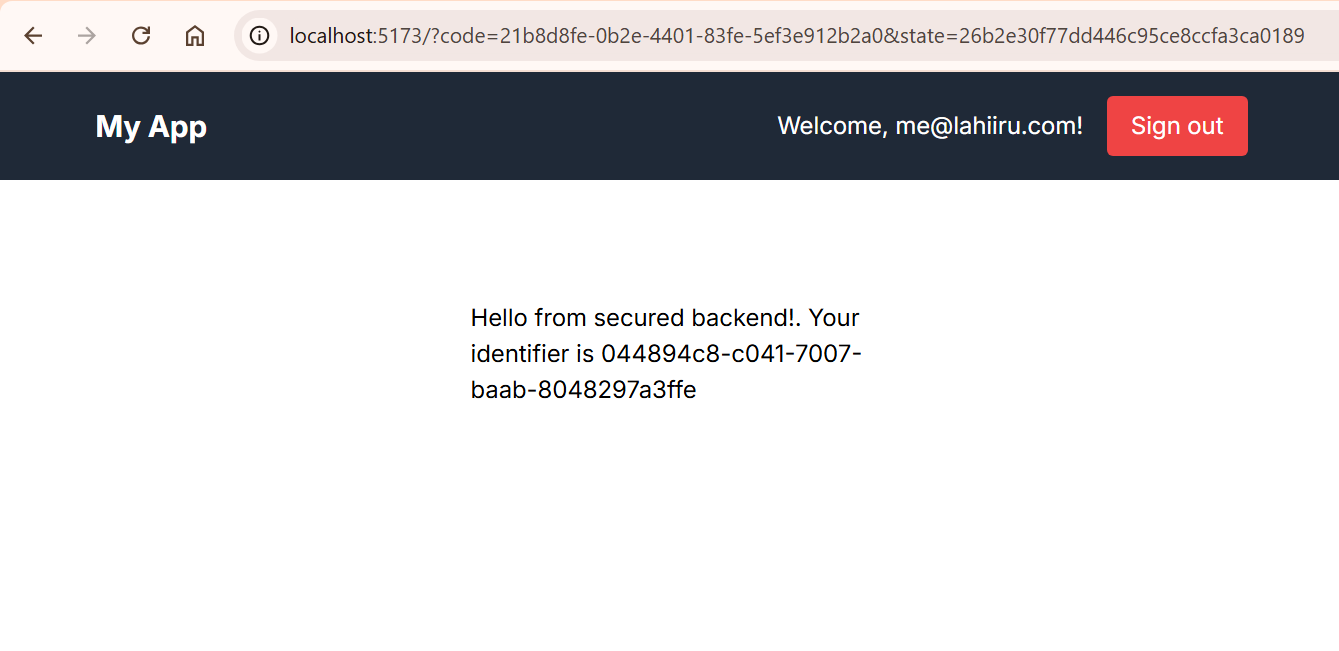 localhost:5173/?code=21b8d8fe-0b2e-4401-83fe-5ef3e912b2a0&state=26b2e30f77dd446c95ce8ccfa3ca0189
My App
Welcome, me@lahiiru.com!
Sign out
Hello from secured backend!. Your
identifier is 044894c8-c041-7007-
baab-8048297a3ffe